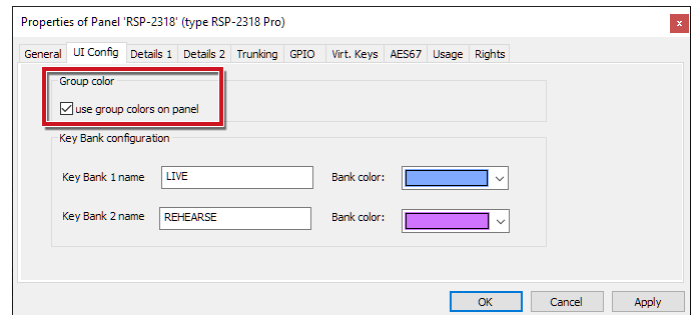 Properties of Panel 'RSP-2318' (type RSP-2318 Pro)
x
General UI Config Details 1 Details 2 Trunking GPIO Virt. Keys AES67 Usage Rights
Group color
use group colors on panel
Key Bank configuration
Key Bank 1 name LIVE Bank color:
Key Bank 2 name REHEARSE Bank color:
OK Cancel Apply